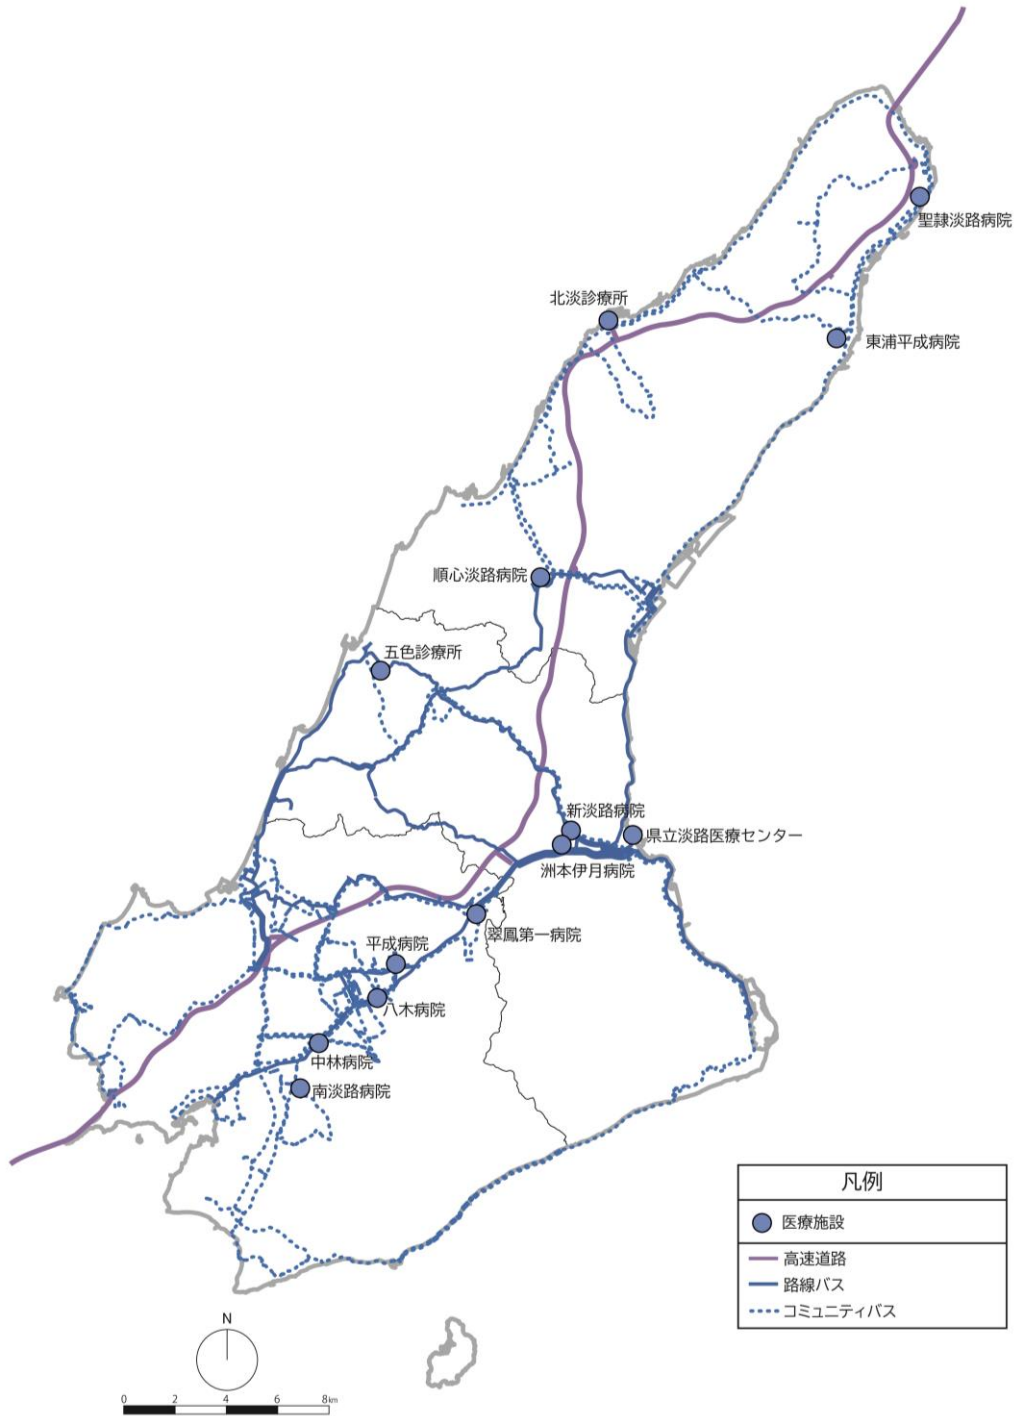 聖隷淡路病院
北淡診療所
東浦平成病院
順心淡路病院
五色診療所
新淡路病院
県立淡路医療センター
洲本伊月病院
翠鳳第一病院
平成病院
八木病院
中林病院
南淡路病院
凡例
医療施設
高速道路
路線バス
コミュニティバス
N
0 2 4 6 8km